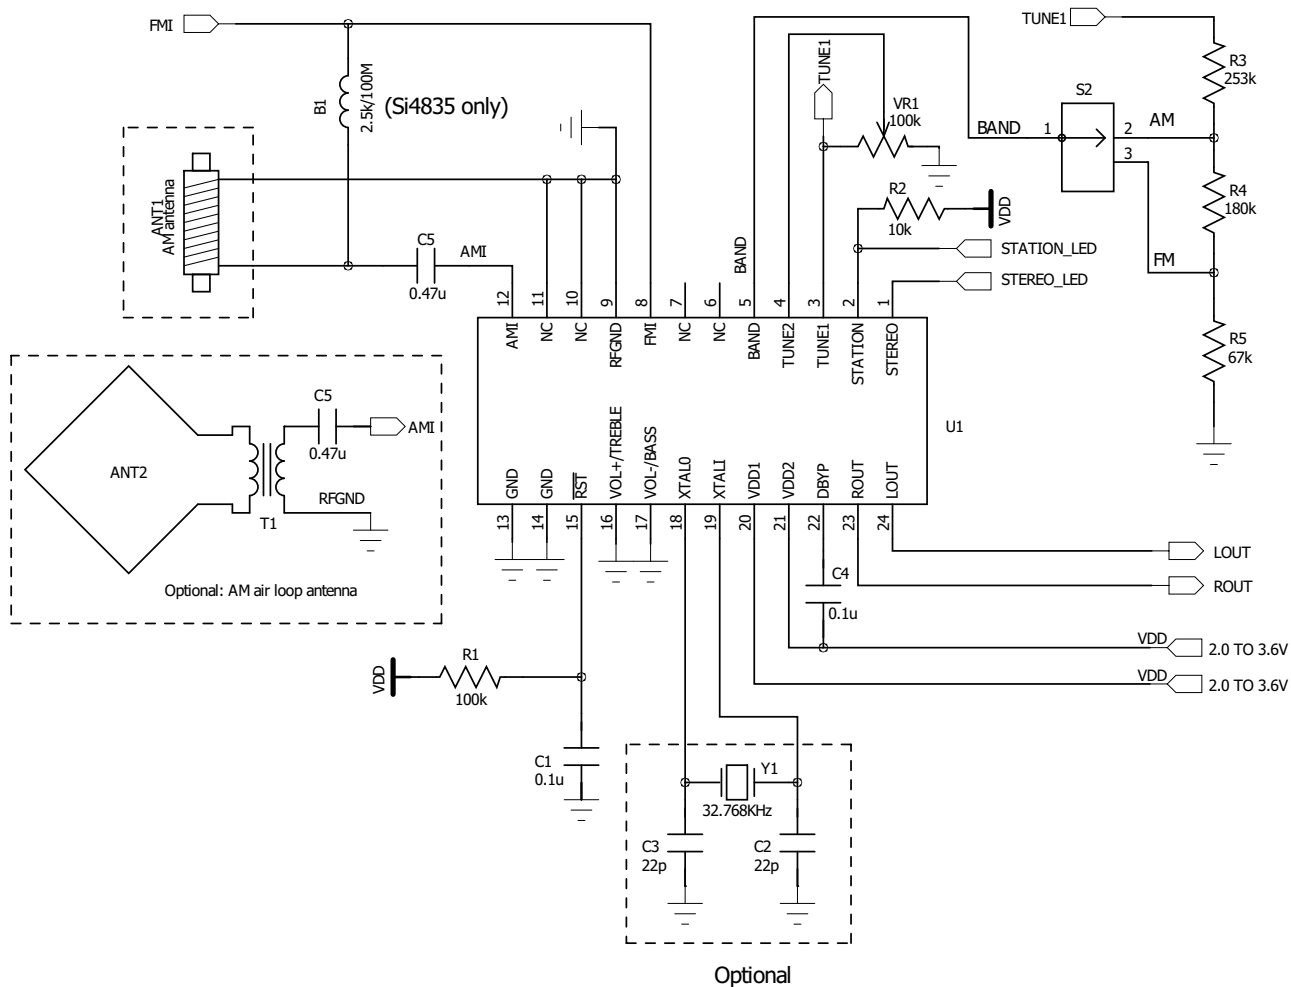 FMI
TUNE1
B1
2.5k/100M
(Si4835 only)
TUNE1
VR1
100k
R3
253k
S2
BAND
1
2
AM
3
ANT1
AM antenna
R2
10k
VDD
R4
180k
C5
0.47u
AMI
BAND
STATION_LED
STEREO_LED
FM
12
11
10
9
8
7
6
5
4
3
2
1
AMI
NC
NC
RFGND
FMI
NC
NC
BAND
TUNE2
TUNE1
STATION
STEREO
R5
67k
C5
0.47u
AMI
ANT2
RFGND
T1
Optional: AM air loop antenna
U1
GND
GND
RST
VOL+/TREBLE
VOL-/BASS
XTALO
XTALI
VDD1
VDD2
DBYP
ROUT
LOUT
13
14
15
16
17
18
19
20
21
22
23
24
LOUT
C4
0.1u
ROUT
VDD
2.0 TO 3.6V
VDD
2.0 TO 3.6V
VDD
R1
100k
C1
0.1u
Y1
32.768KHz
C3
22p
C2
22p
Optional